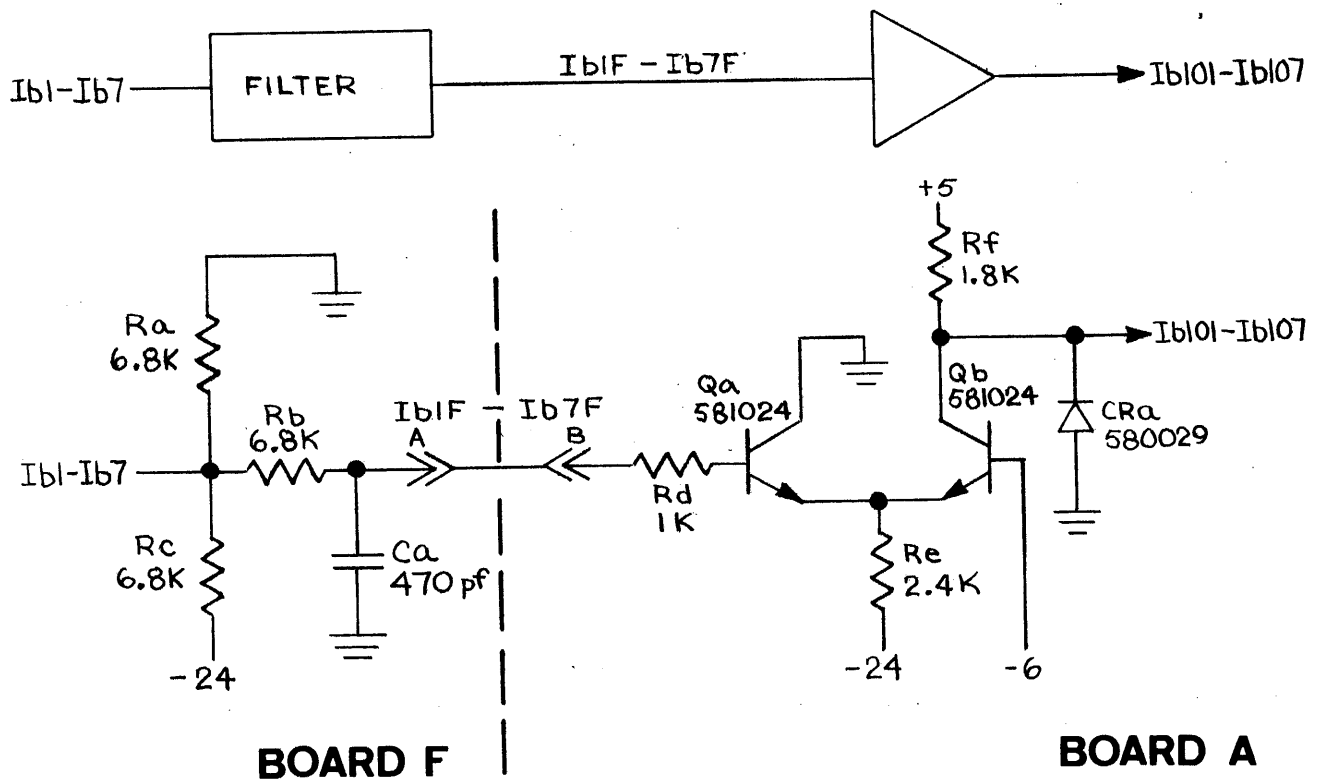 Ib1-Ib7
FILTER
Ib1F - Ib7F
Ib101-Ib107
+5
Rf
1.8K
Ra
6.8K
Ib101-Ib107
Qa
581024
Qb
581024
CRa
580029
Rb
6.8K
Ib1F - Ib7F
A
B
Ib1-Ib7
Rd
1K
Rc
6.8K
Ca
470 pf
Re
2.4K
-24
-24
-6
BOARD F
BOARD A